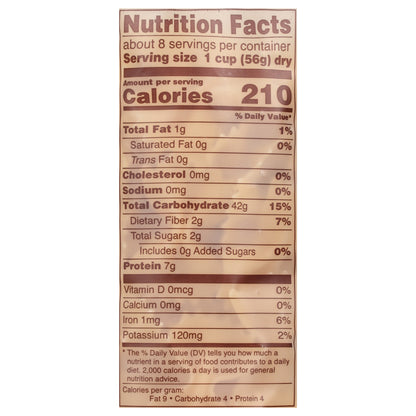 Nutrition Facts
about 8 servings per container
Serving size 1 cup (56g) dry
Amount per serving
Calories 210
% Daily Value*
Total Fat 1g 1%
Saturated Fat 0g 0%
Trans Fat 0g
Cholesterol 0mg 0%
Sodium 0mg 0%
Total Carbohydrate 42g 15%
Dietary Fiber 2g 7%
Total Sugars 2g
Includes 0g Added Sugars 0%
Protein 7g
Vitamin D 0mcg 0%
Calcium 0mg 0%
Iron 1mg 6%
Potassium 120mg 2%
* The % Daily Value (DV) tells you how much a
nutrient in a serving of food contributes to a daily
diet. 2,000 calories a day is used for general
nutrition advice.
Calories per gram:
Fat 9 • Carbohydrate 4 • Protein 4